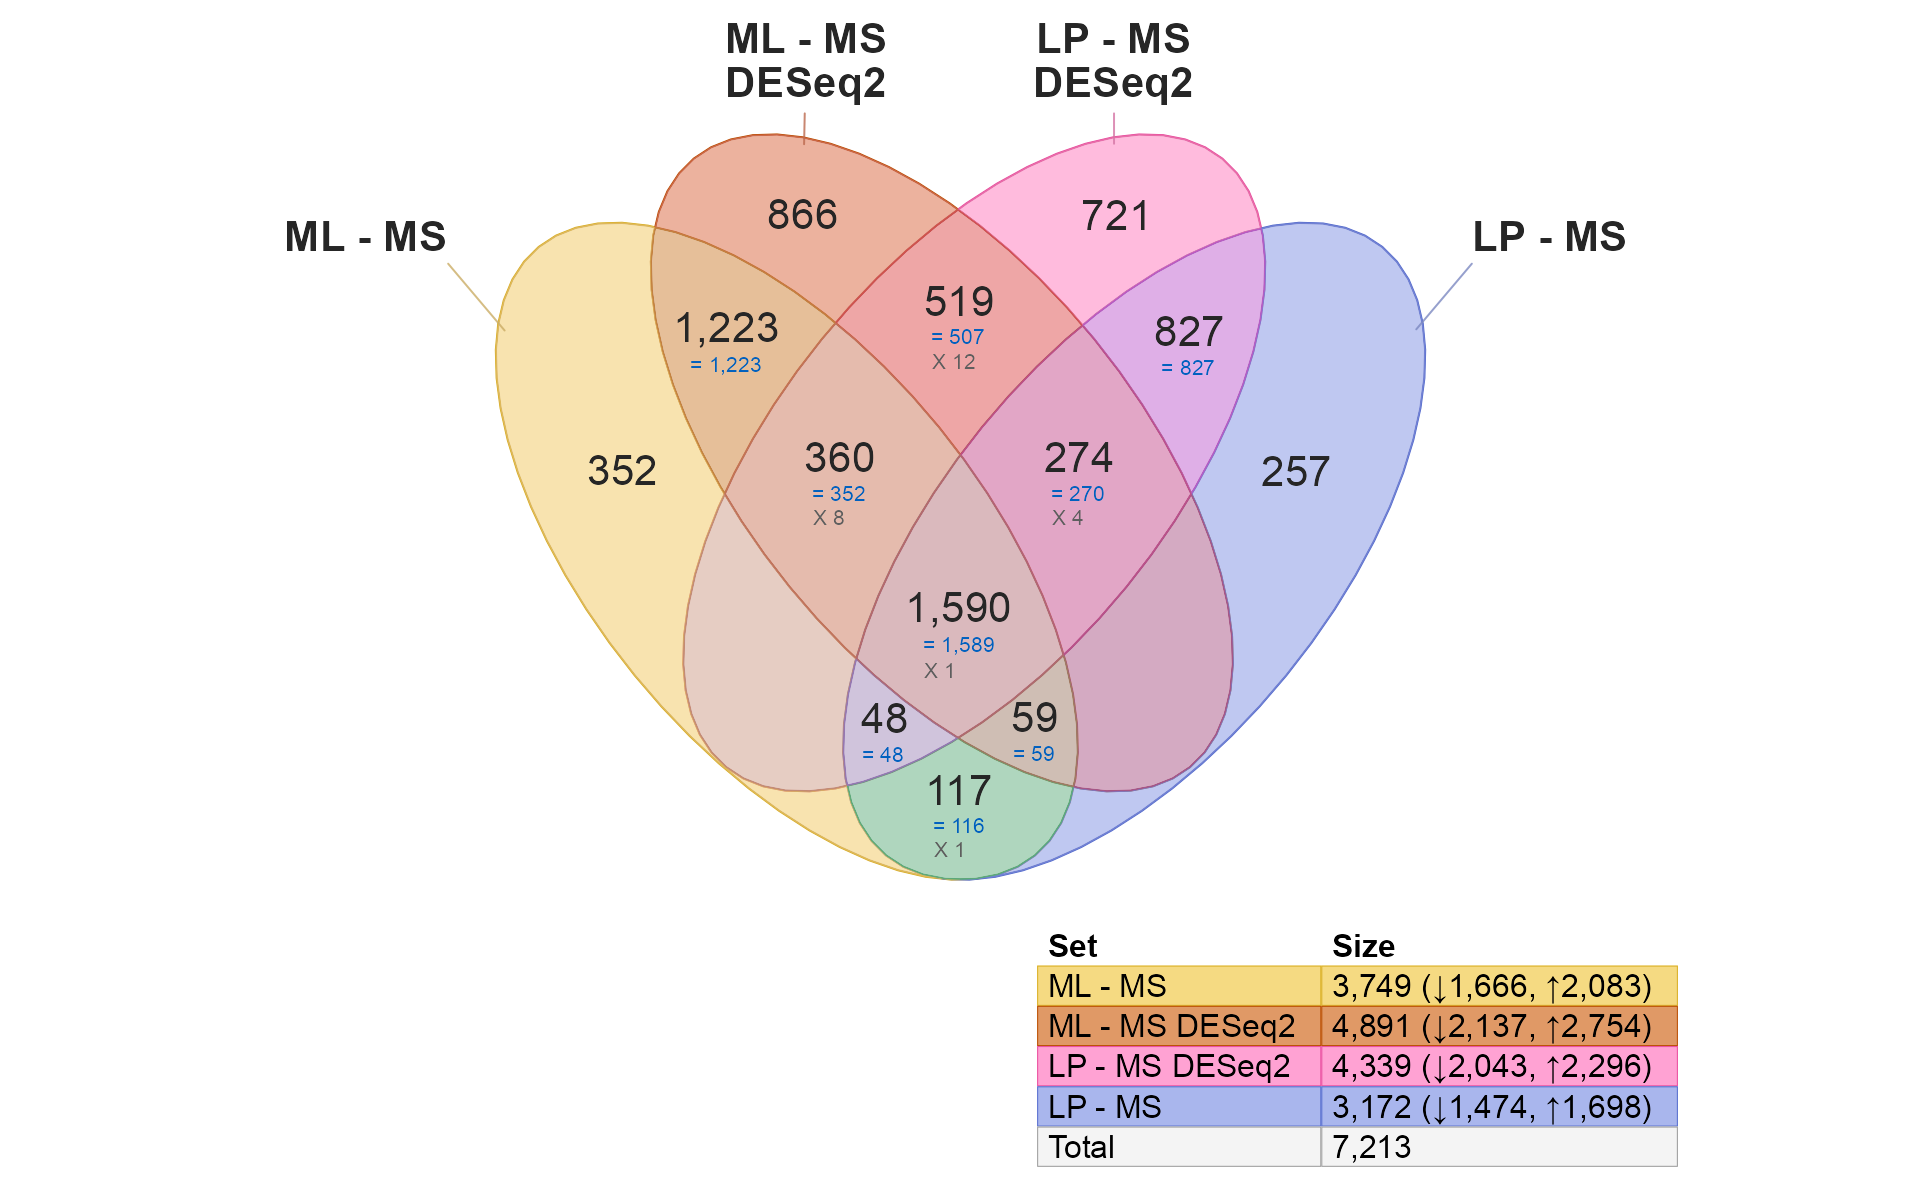 ML - MS
DESeq2
LP - MS
DESeq2
ML - MS
LP - MS
866
721
519
= 507
X 12
1,223
= 1,223
827
= 827
352
360
= 352
X 8
274
= 270
X 4
257
1,590
= 1,589
X 1
48
= 48
59
= 59
117
= 116
X 1
Set Size
ML - MS 3,749 (↓1,666, ↑2,083)
ML - MS DESeq2 4,891 (↓2,137, ↑2,754)
LP - MS DESeq2 4,339 (↓2,043, ↑2,296)
LP - MS 3,172 (↓1,474, ↑1,698)
Total 7,213